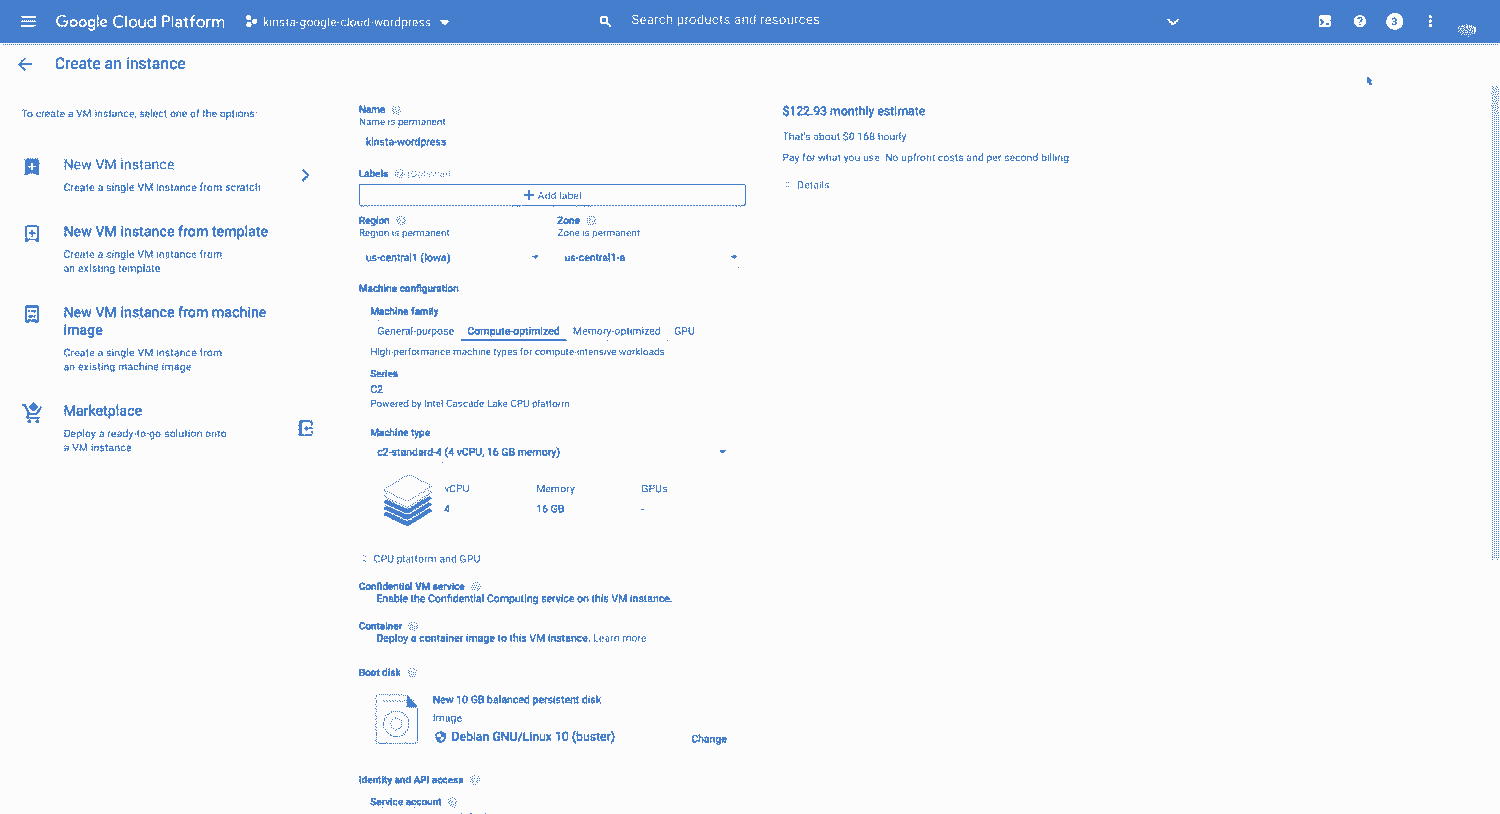 Google Cloud Platform
kinsta-google-cloud-wordpress
Search products and resources
3
Create an instance
To create a VM instance, select one of the options:
New VM instance
Create a single VM instance from scratch
New VM instance from template
Create a single VM instance from
an existing template
New VM instance from machine
image
Create a single VM instance from
an existing machine image
Marketplace
Deploy a ready-to-go solution onto
a VM instance
Name
Name is permanent
kinsta-wordpress
Labels (Optional)
+ Add label
Region
Region is permanent
us-central1 (Iowa)
Zone
Zone is permanent
us-central1-a
Machine configuration
Machine family
General-purpose Compute-optimized Memory-optimized GPU
High-performance machine types for compute-intensive workloads
Series
C2
Powered by Intel Cascade Lake CPU platform
Machine type
c2-standard-4 (4 vCPU, 16 GB memory)
vCPU Memory GPUs
4 16 GB -
CPU platform and GPU
Confidential VM service
Enable the Confidential Computing service on this VM instance.
Container
Deploy a container image to this VM instance. Learn more
Boot disk
New 10 GB balanced persistent disk
Image
Debian GNU/Linux 10 (buster)
Change
Identity and API access
Service account
$122.93 monthly estimate
That's about $0.168 hourly
Pay for what you use: No upfront costs and per second billing
Details